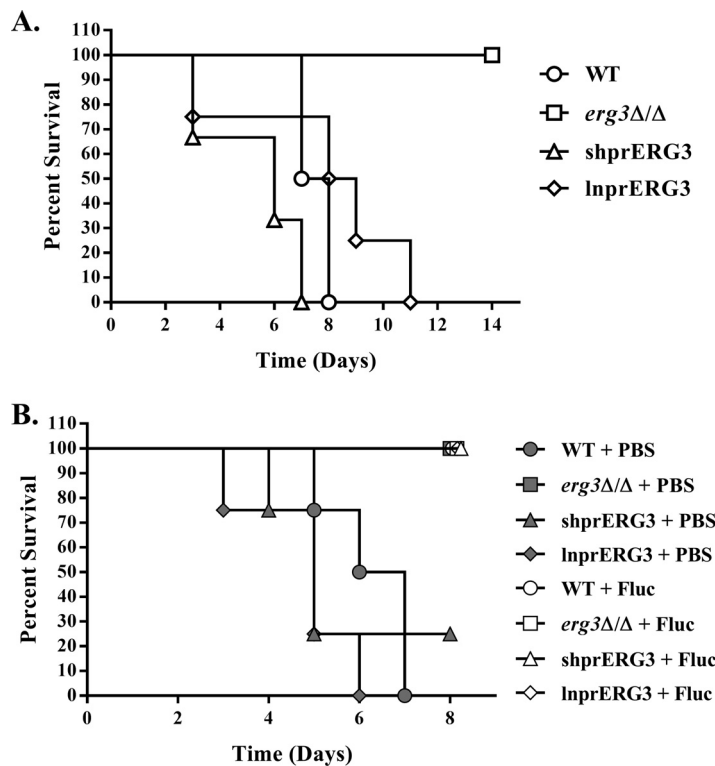 A.
110
100
90
80
70
60
50
40
30
20
10
0
Percent Survival
0 2 4 6 8 10 12 14
Time (Days)
WT
erg3Δ/Δ
shprERG3
lnprERG3
B.
110
100
90
80
70
60
50
40
30
20
10
0
Percent Survival
0 2 4 6 8
Time (Days)
WT + PBS
erg3Δ/Δ + PBS
shprERG3 + PBS
lnprERG3 + PBS
WT + Fluc
erg3Δ/Δ + Fluc
shprERG3 + Fluc
lnprERG3 + Fluc